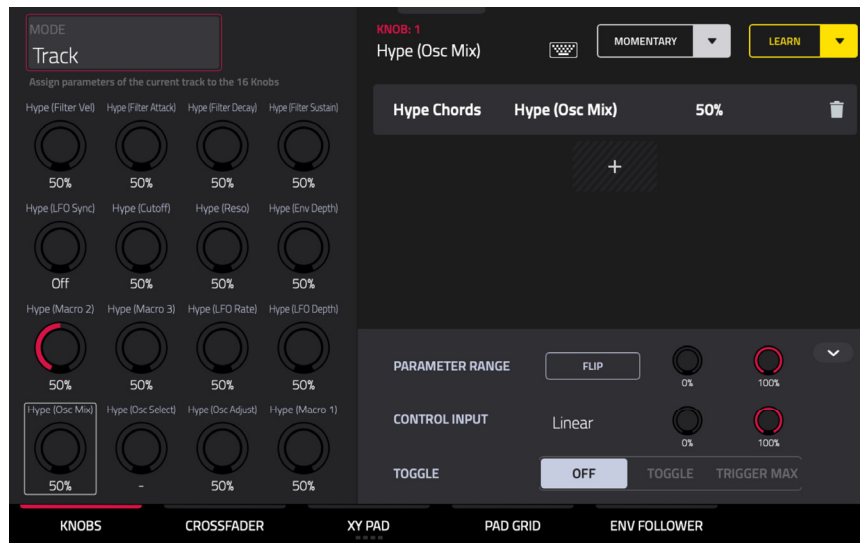 MODE
Track
Assign parameters of the current track to the 16 Knobs
Hype (Filter Vel) Hype (Filter Attack) Hype (Filter Decay) Hype (Filter Sustain)
50% 50% 50% 50%
Hype (LFO Sync) Hype (Cutoff) Hype (Reso) Hype (Env Depth)
Off 50% 50% 50%
Hype (Macro 2) Hype (Macro 3) Hype (LFO Rate) Hype (LFO Depth)
50% 50% 50% 50%
Hype (Osc Mix) Hype (Osc Select) Hype (Osc Adjust) Hype (Macro 1)
50% - 50% 50%
KNOB: 1
Hype (Osc Mix) MOMENTARY LEARN
Hype Chords Hype (Osc Mix) 50%
+
PARAMETER RANGE FLIP 0% 100%
CONTROL INPUT Linear 0% 100%
TOGGLE OFF TOGGLE TRIGGER MAX
KNOBS CROSSFADER XY PAD PAD GRID ENV FOLLOWER